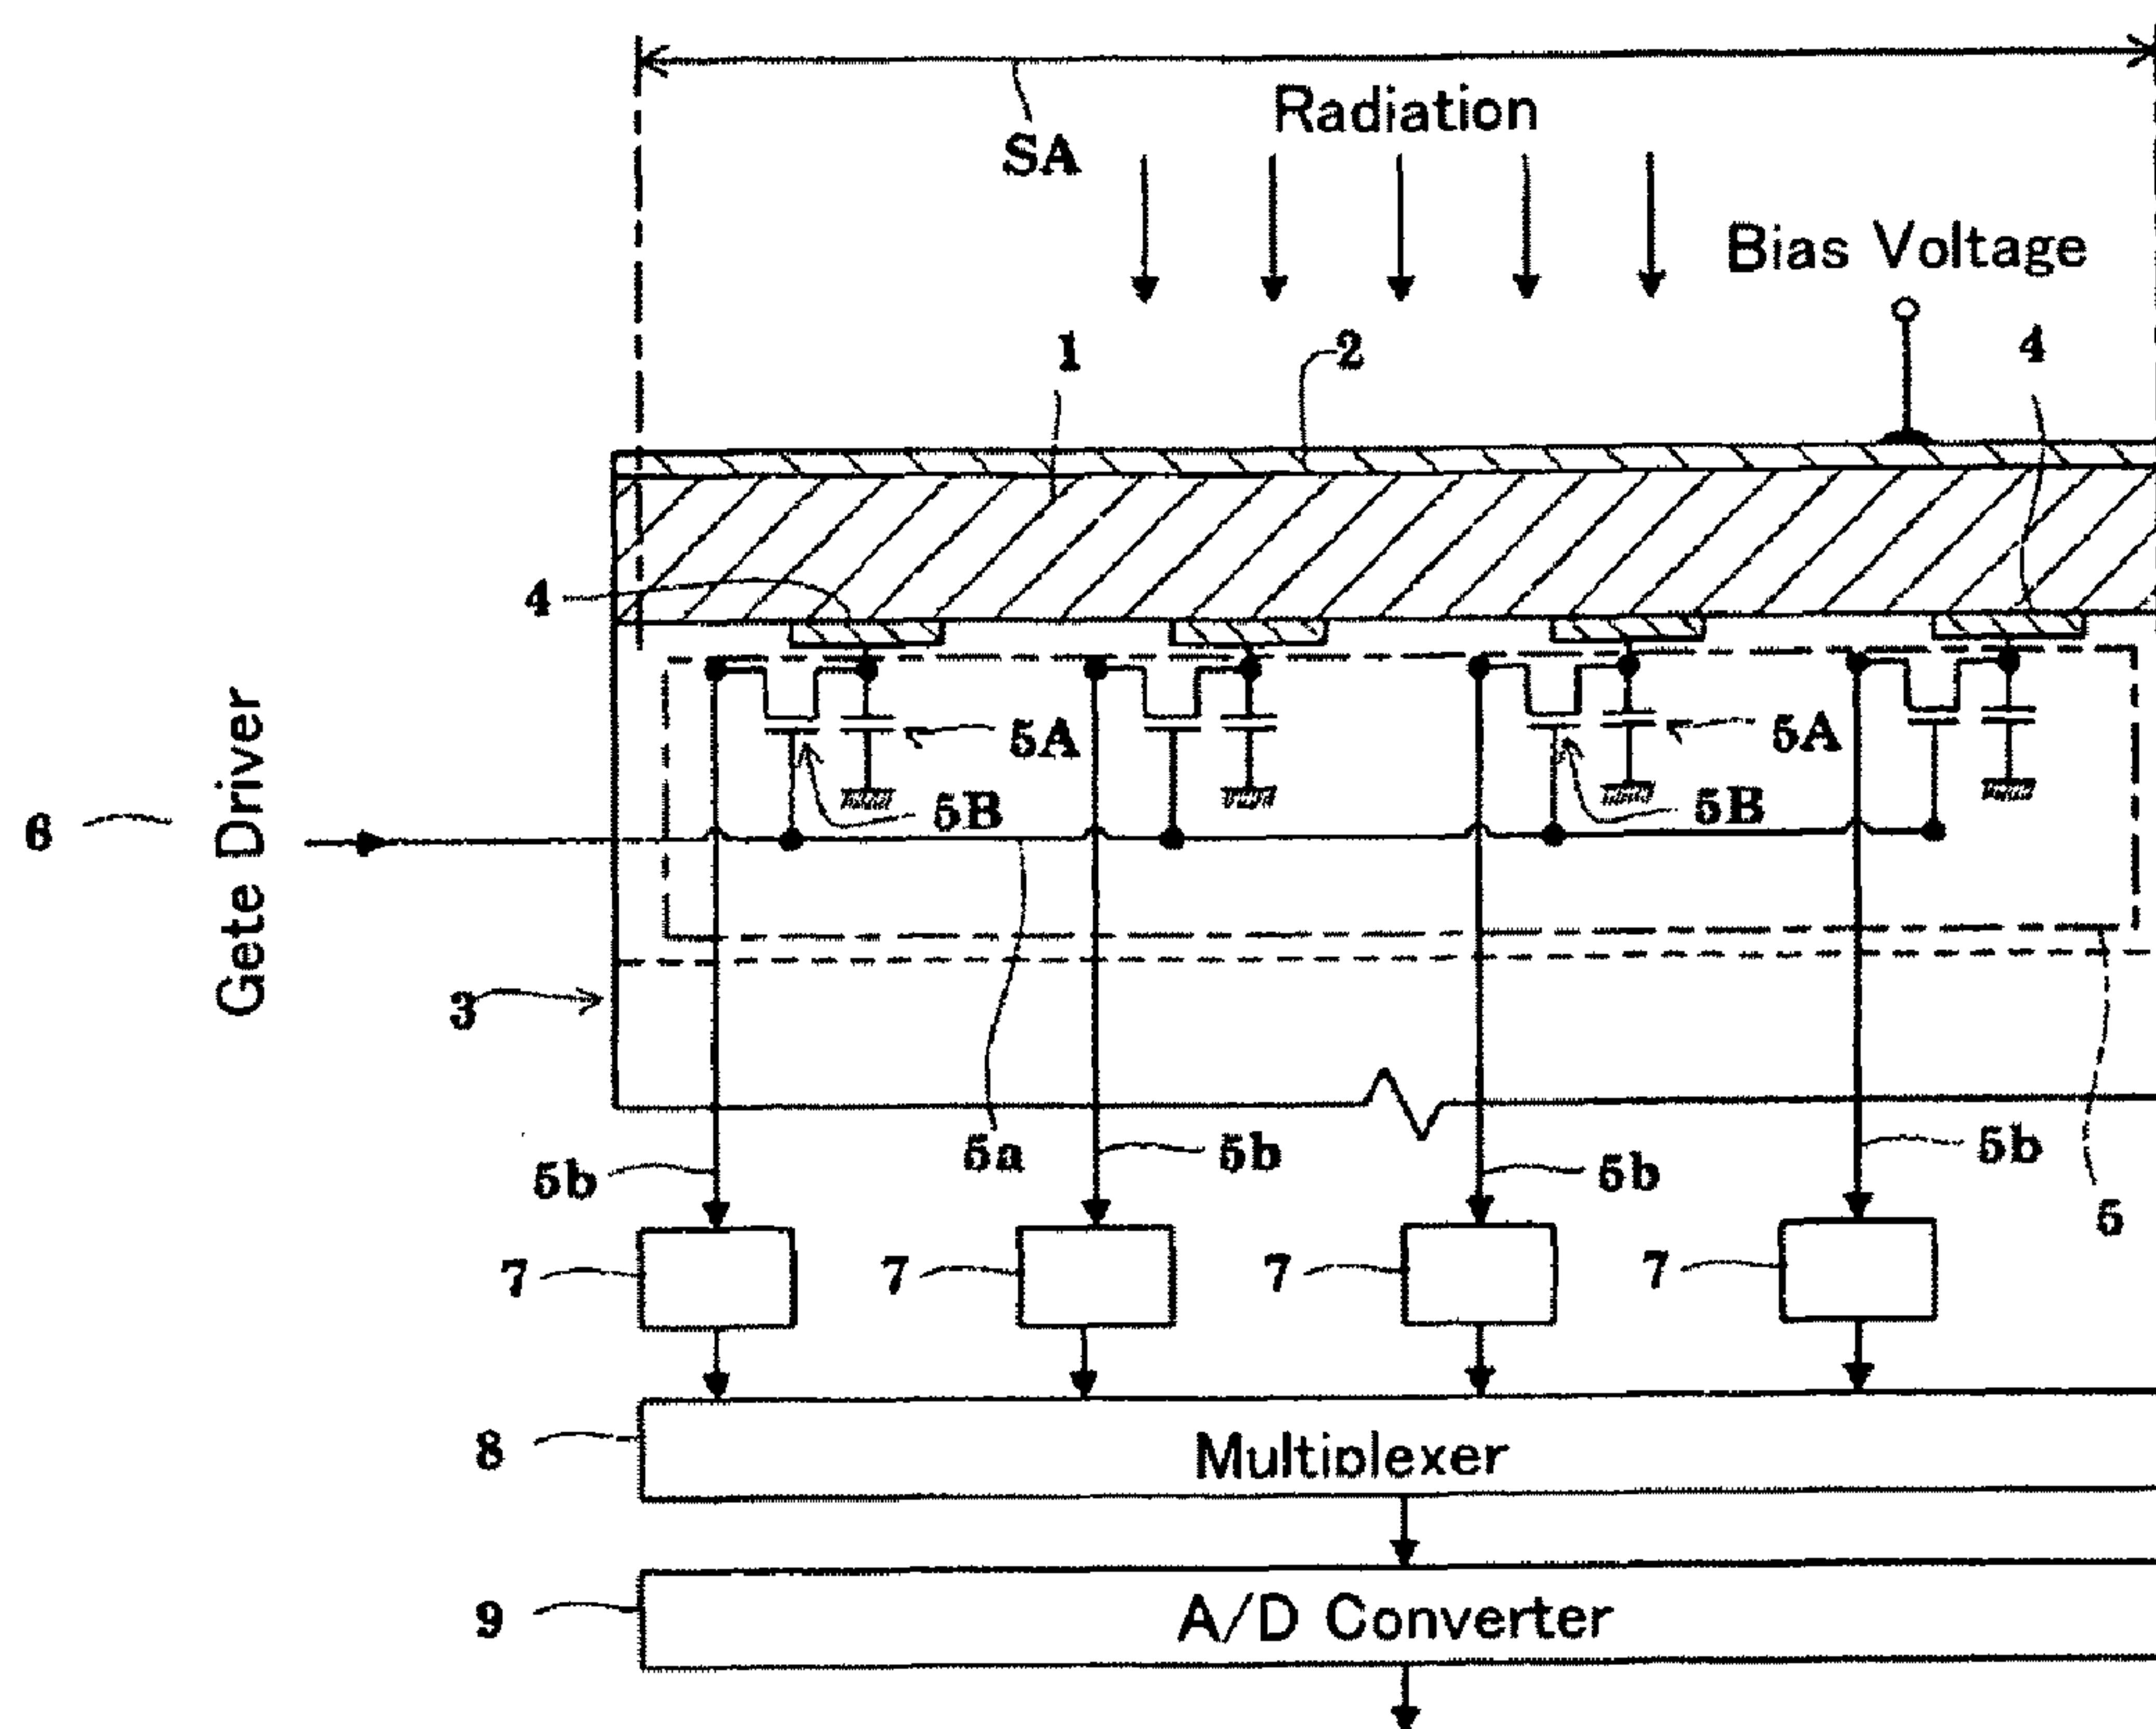 Radiation
SA
Bias Voltage
1
2
4
4
5A
5A
5B
5B
6
Gete Driver
3
5a
5b
5b
5b
5b
5
7
7
7
7
8
Multiplexer
9
A/D Converter